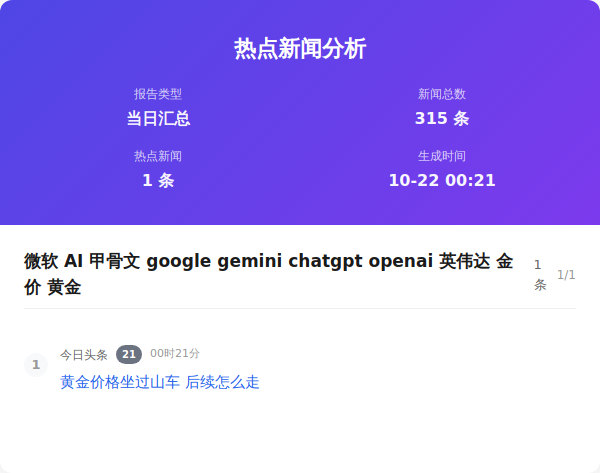 热点新闻分析
报告类型
新闻总数
当日汇总
315 条
热点新闻
生成时间
1 条
10-22 00:21
微软 AI 甲骨文 google gemini chatgpt openai 英伟达 金
价 黄金
1
条
1/1
1
今日头条 21 00时21分
黄金价格坐过山车 后续怎么走